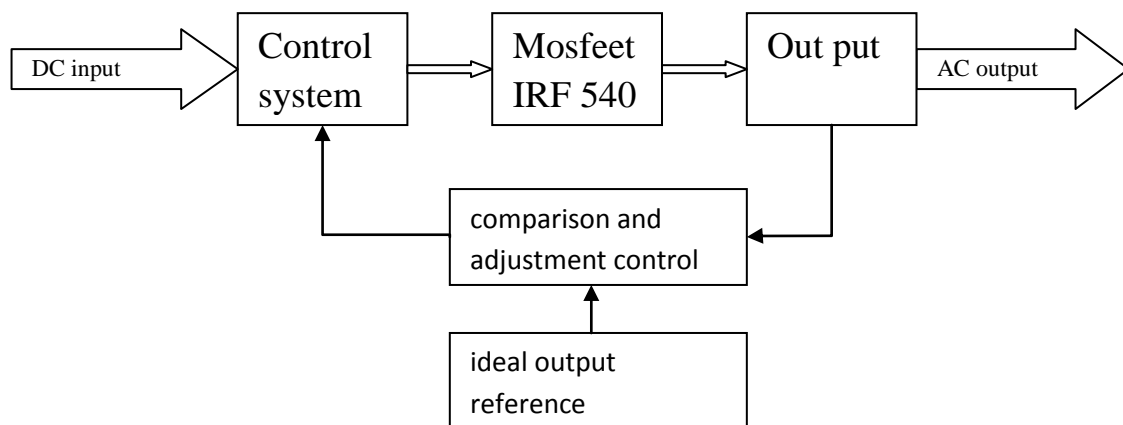 DC input
Control
system
Mosfeet
IRF 540
Out put
AC output
comparison and
adjustment control
ideal output
reference